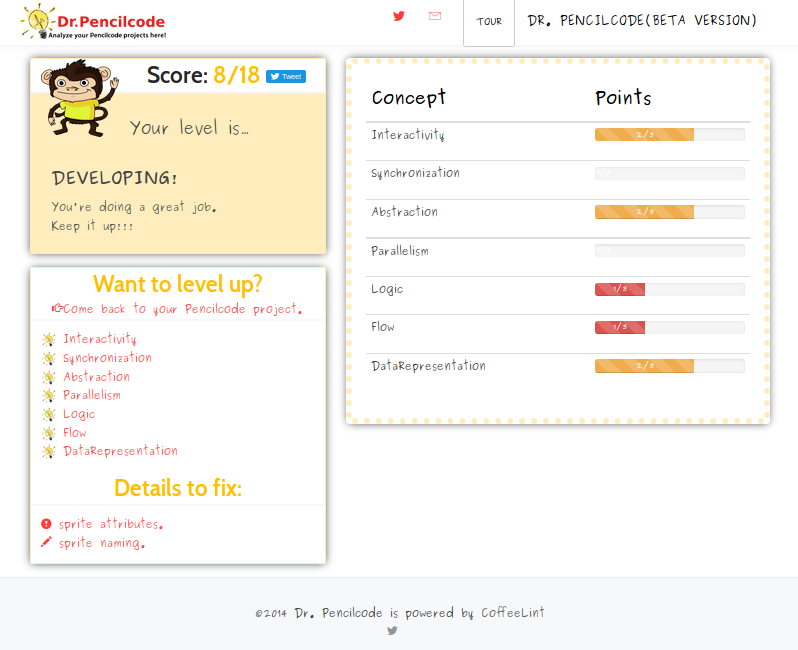 Dr.Pencilcode
Analyze your Pencilcode projects here!
TOUR
DR. PENCILCODE(BETA VERSION)
Score: 8/18
Tweet
Your level is...
DEVELOPING!
You're doing a great job.
Keep it up!!!
Want to level up?
Come back to your Pencilcode project.
Interactivity
Synchronization
Abstraction
Parallelism
Logic
Flow
DataRepresentation
Details to fix:
sprite attributes.
sprite naming.
Concept Points
Interactivity 2/3
Synchronization
Abstraction 2/3
Parallelism
Logic 1/3
Flow 1/3
DataRepresentation 2/3
©2014 Dr. Pencilcode is powered by CoffeeLint